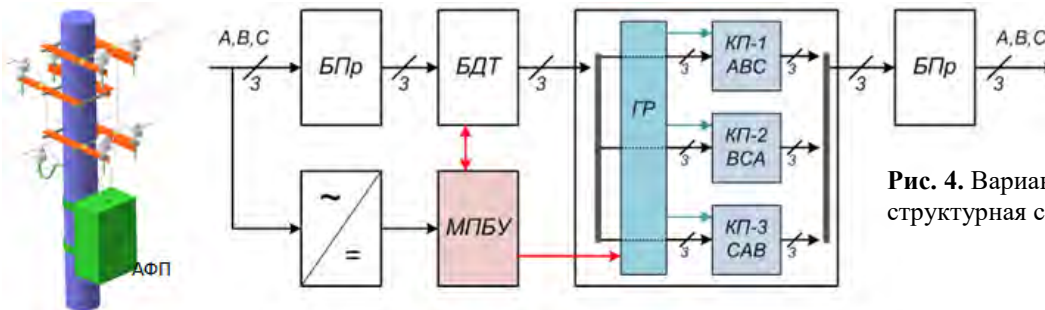 АФП
A,B,C
3
БПр
3
БДТ
3
~
=
МПБУ
ГР
3
КП-1
ABC
3
3
КП-2
BCA
3
3
КП-3
CAB
3
3
БПр
A,B,C
3
Рис. 4. Вариан
структурная с